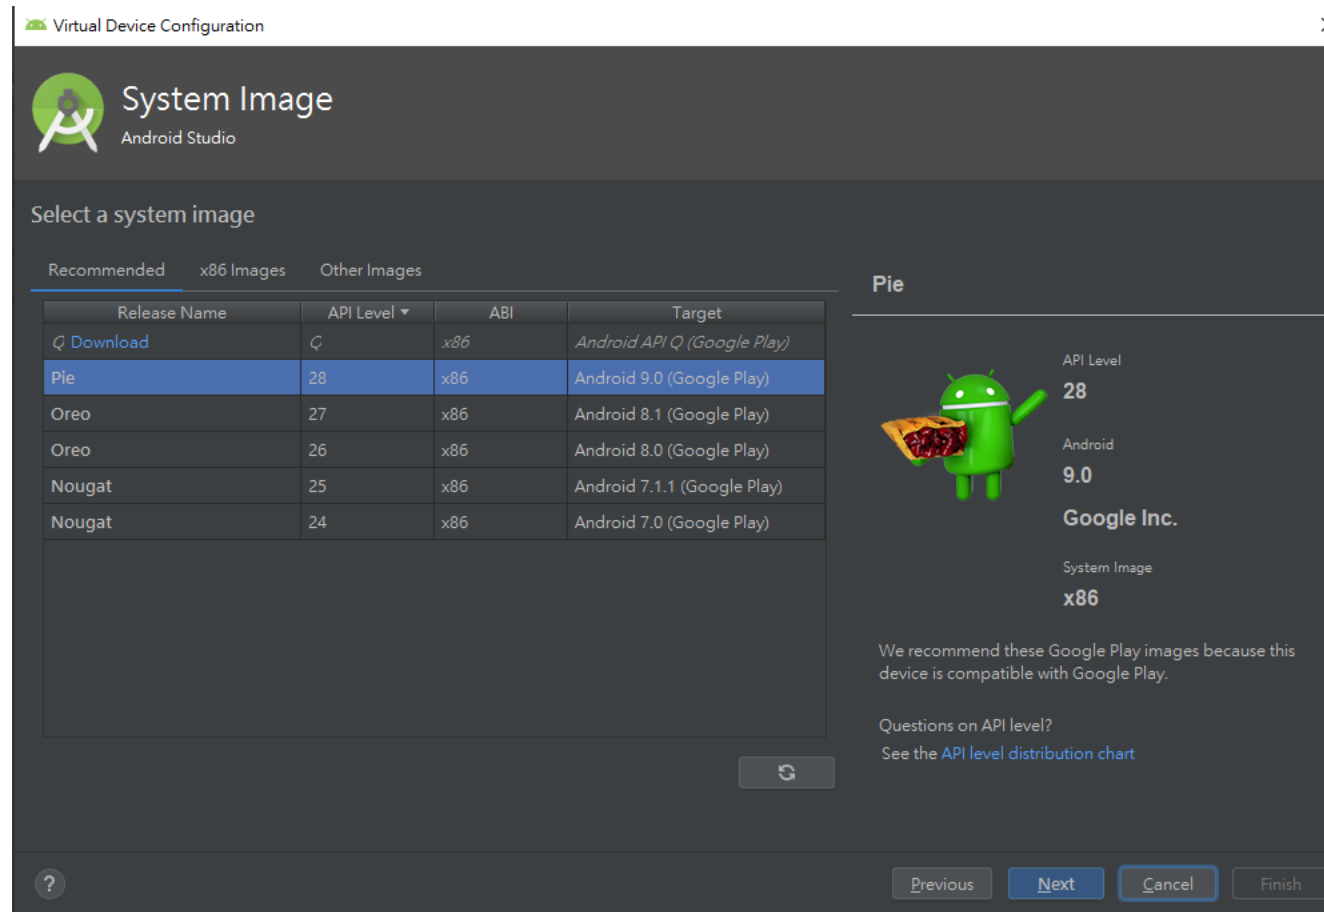 Virtual Device Configuration
System Image
Android Studio
Select a system image
Recommended x86 Images Other Images
Release Name API Level ABI Target
Q Download Q x86 Android API Q (Google Play)
Pie 28 x86 Android 9.0 (Google Play)
Oreo 27 x86 Android 8.1 (Google Play)
Oreo 26 x86 Android 8.0 (Google Play)
Nougat 25 x86 Android 7.1.1 (Google Play)
Nougat 24 x86 Android 7.0 (Google Play)
Pie
API Level
28
Android
9.0
Google Inc.
System Image
x86
We recommend these Google Play images because this
device is compatible with Google Play.
Questions on API level?
See the API level distribution chart
?
Previous Next Cancel Finish